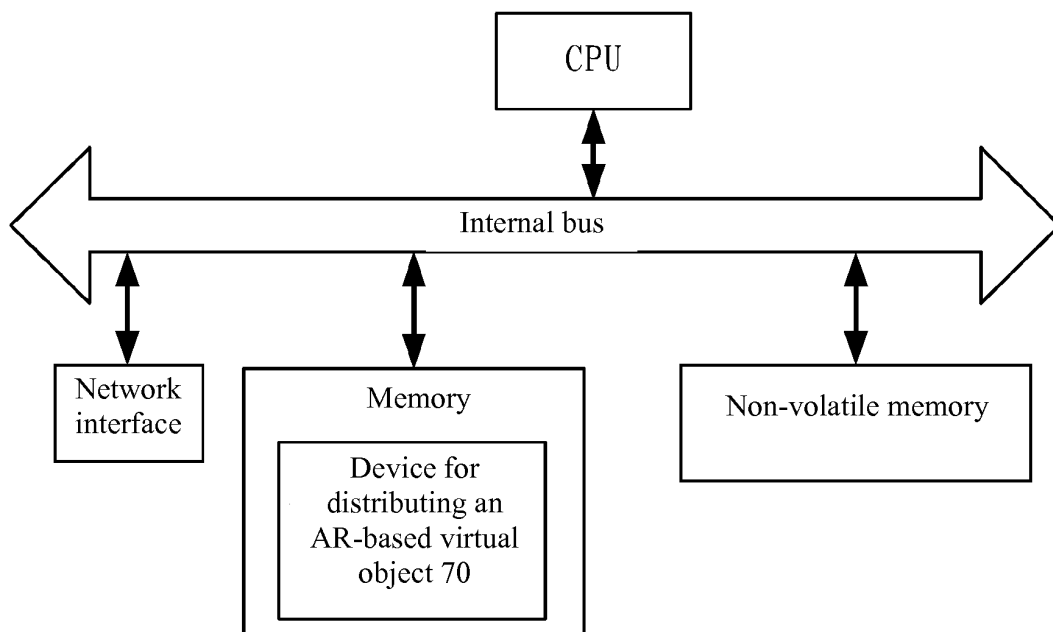 CPU
Internal bus
Network
interface
Memory
Device for
distributing an
AR-based virtual
object 70
Non-volatile memory